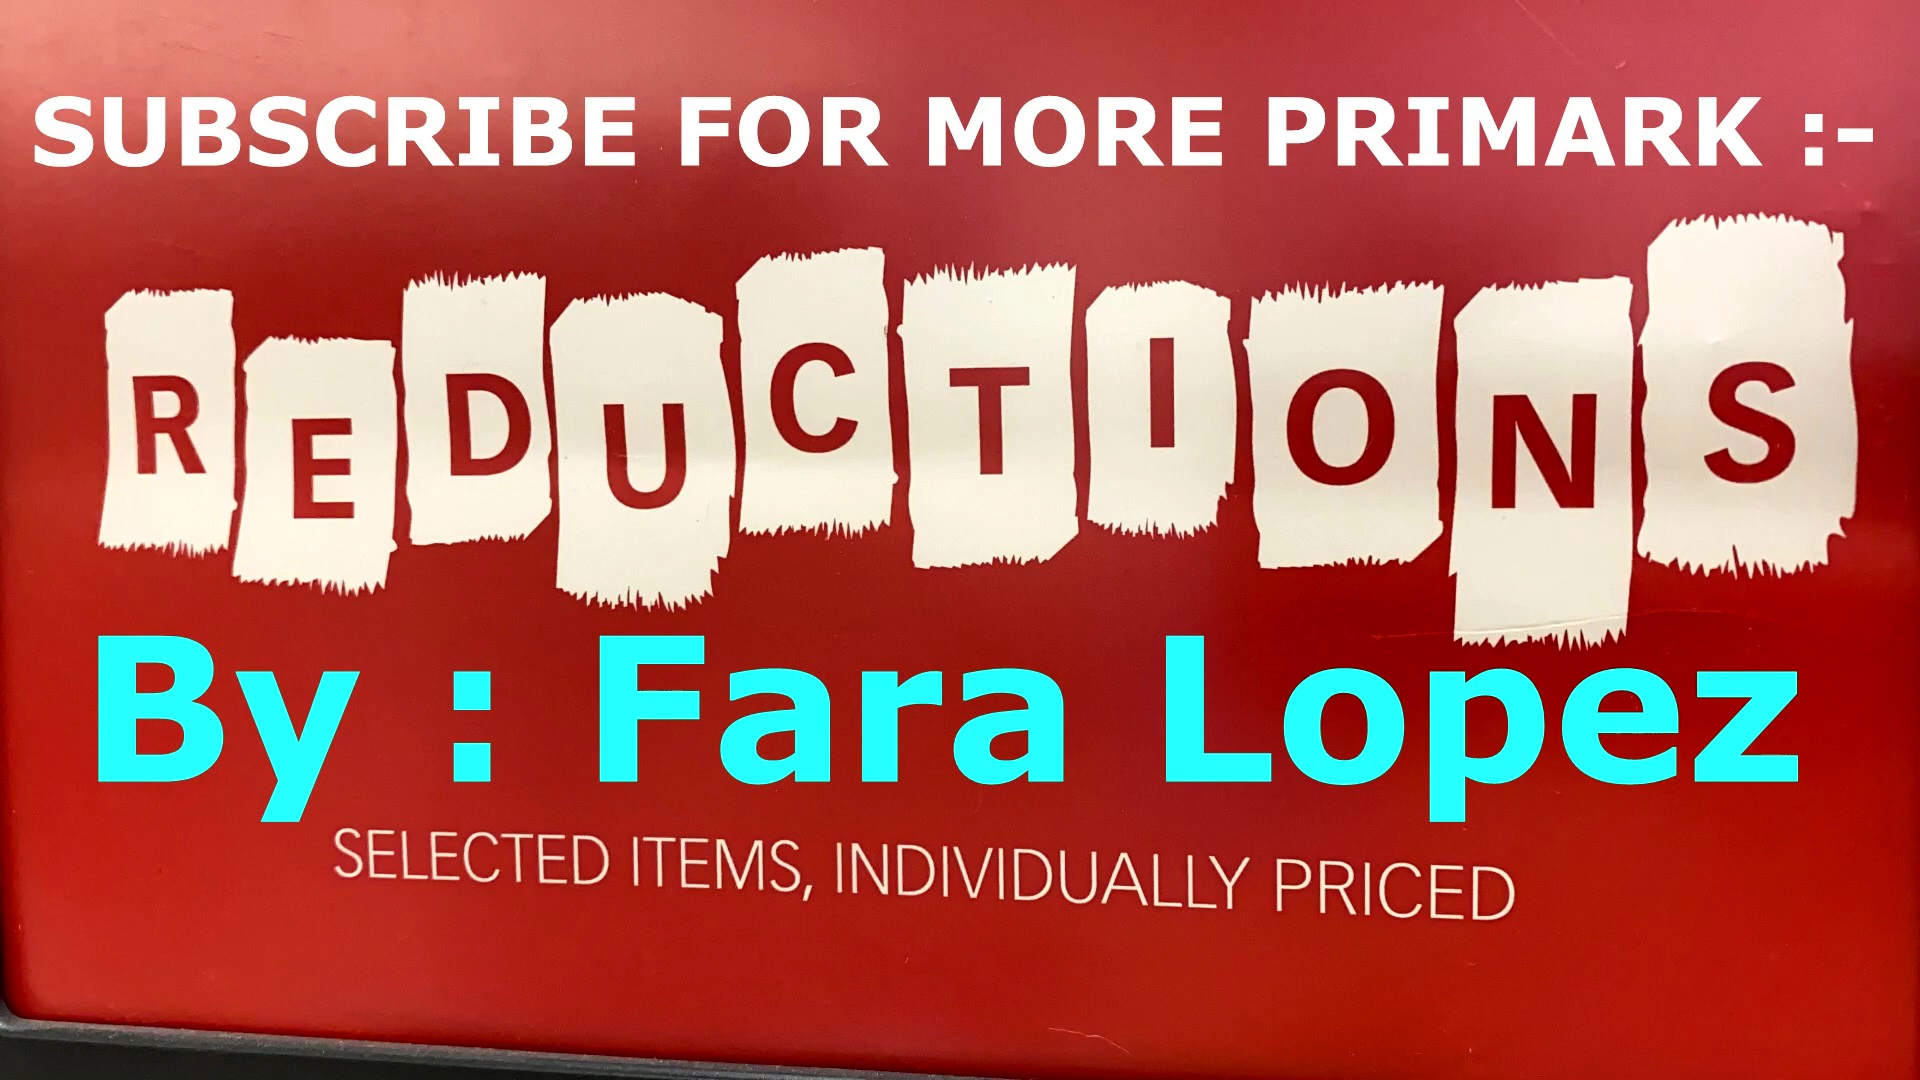 SUBSCRIBE FOR MORE PRIMARK :-
REDUCTIONS
By : Fara Lopez
SELECTED ITEMS, INDIVIDUALLY PRICED